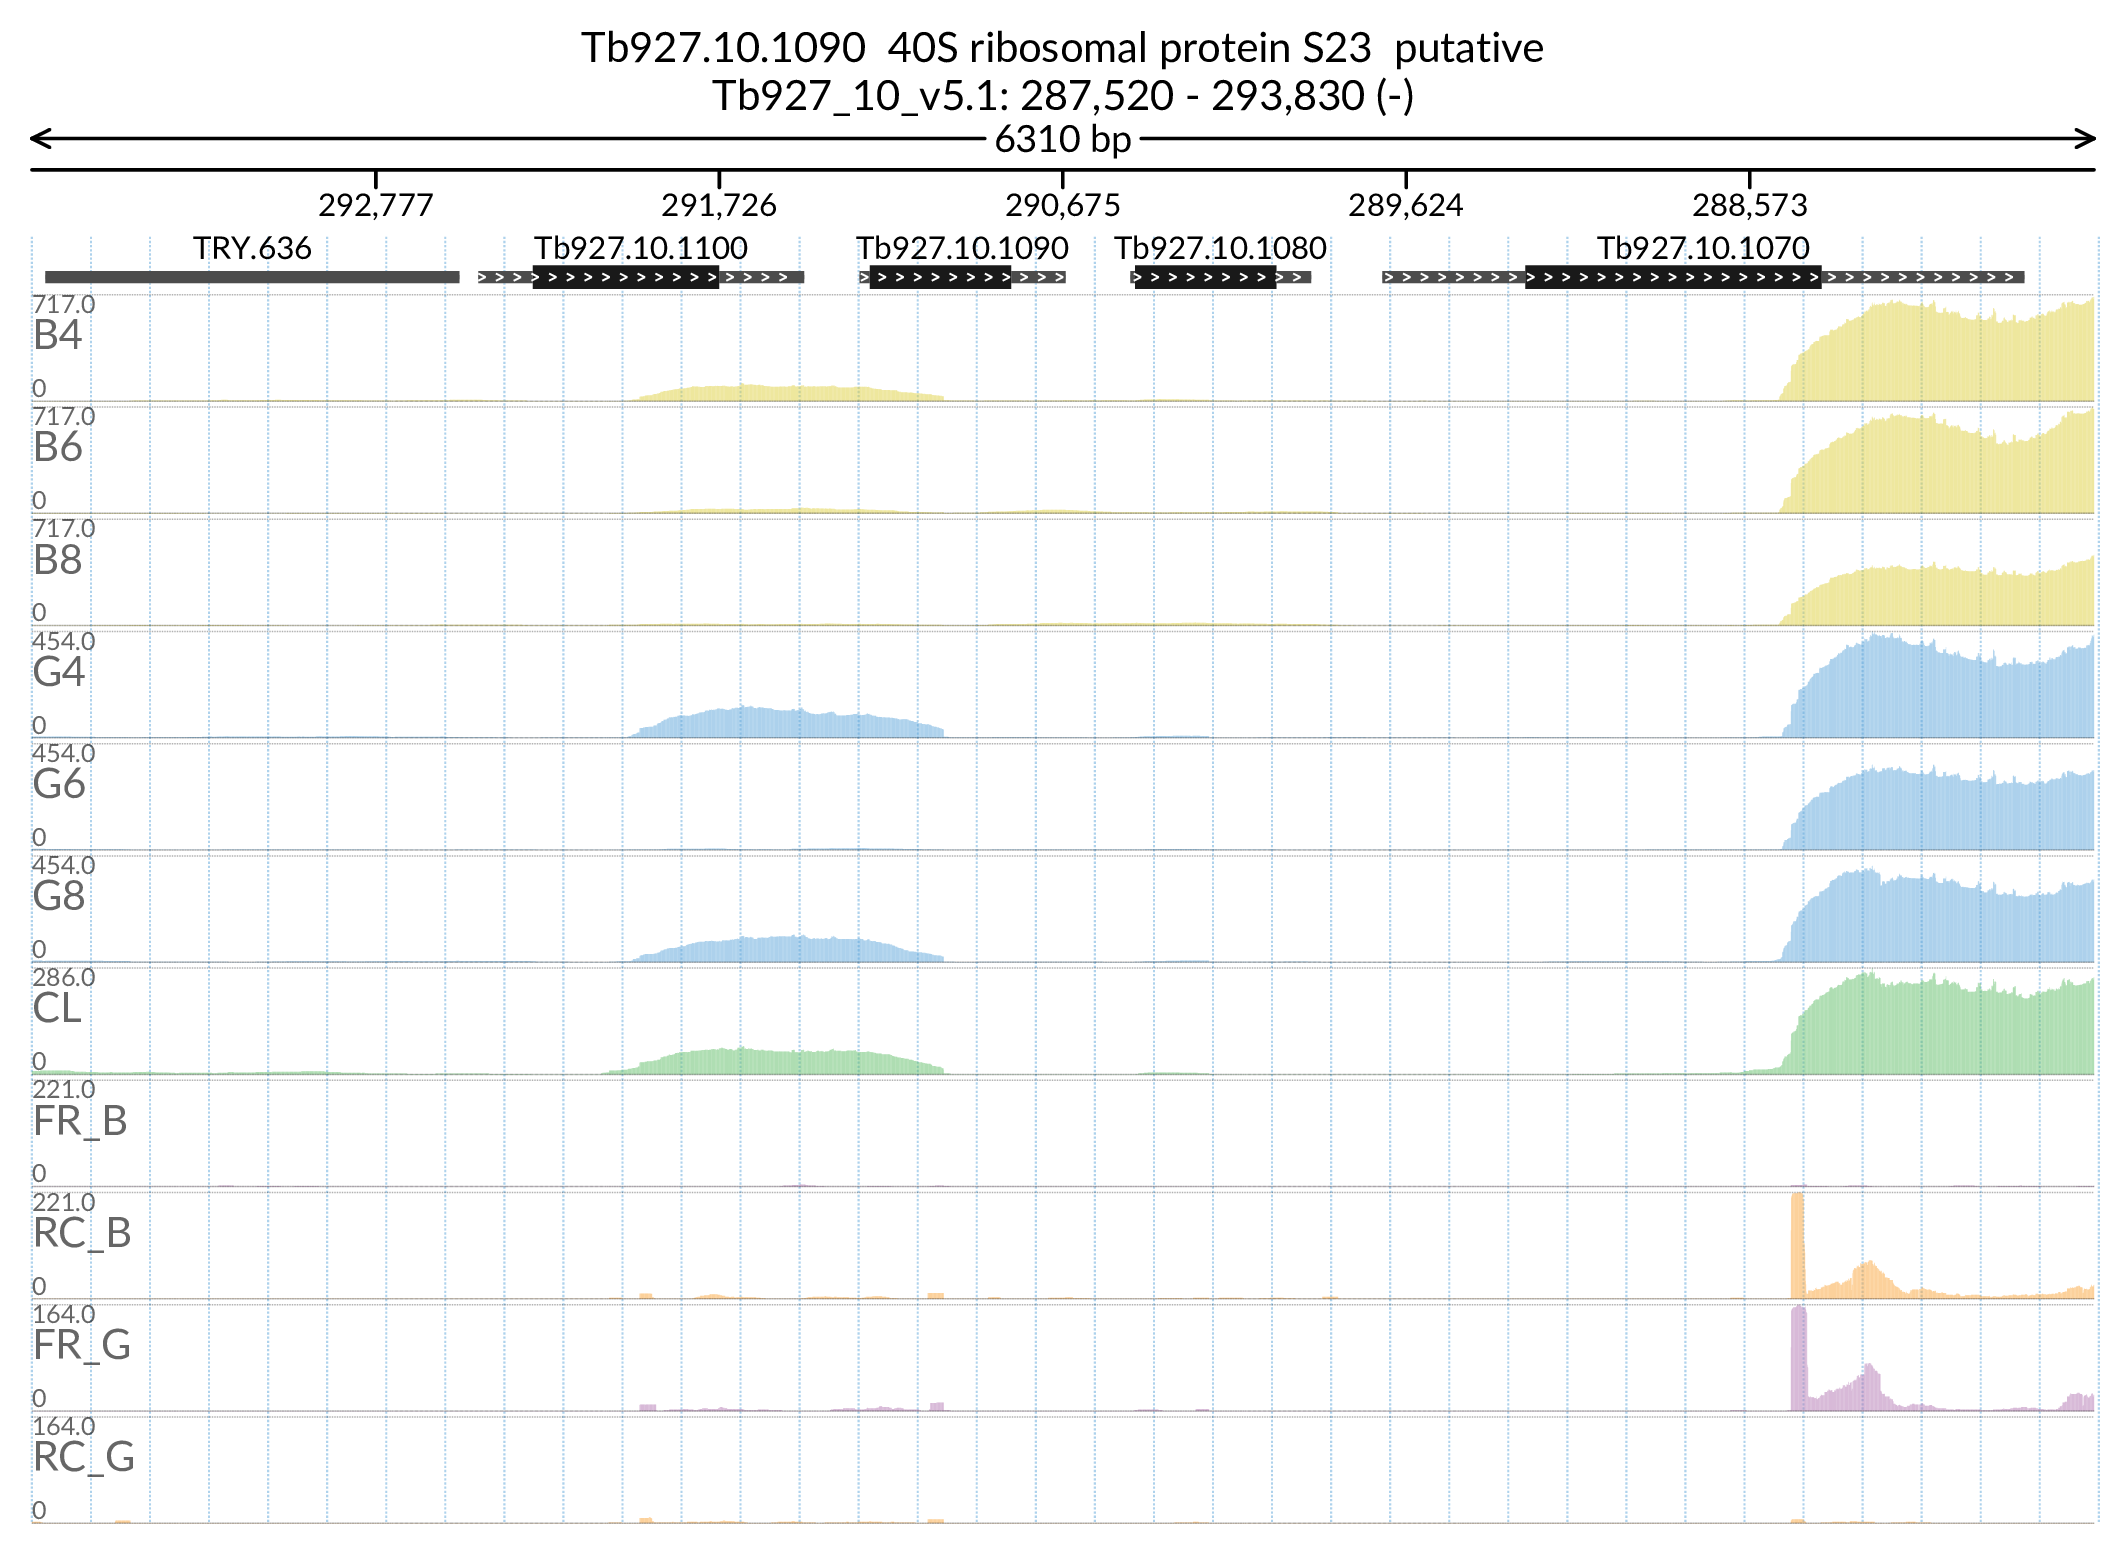 Tb927.10.1090  40S ribosomal protein S23  putative
Tb927_10_v5.1: 287,520 - 293,830 (-)
6310 bp
292,777 291,726 290,675 289,624 288,573
TRY.636 Tb927.10.1100 Tb927.10.1090 Tb927.10.1080 Tb927.10.1070
717.0
B4
0
717.0
B6
0
717.0
B8
0
454.0
G4
0
454.0
G6
0
454.0
G8
0
286.0
CL
0
221.0
FR_B
0
221.0
RC_B
0
164.0
FR_G
0
164.0
RC_G
0